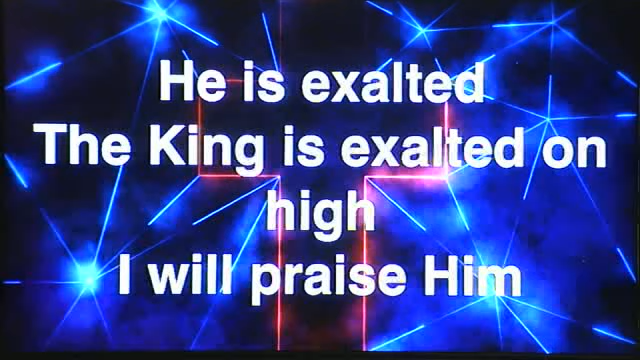 He is exalted
The King is exalted on
high
I will praise Him